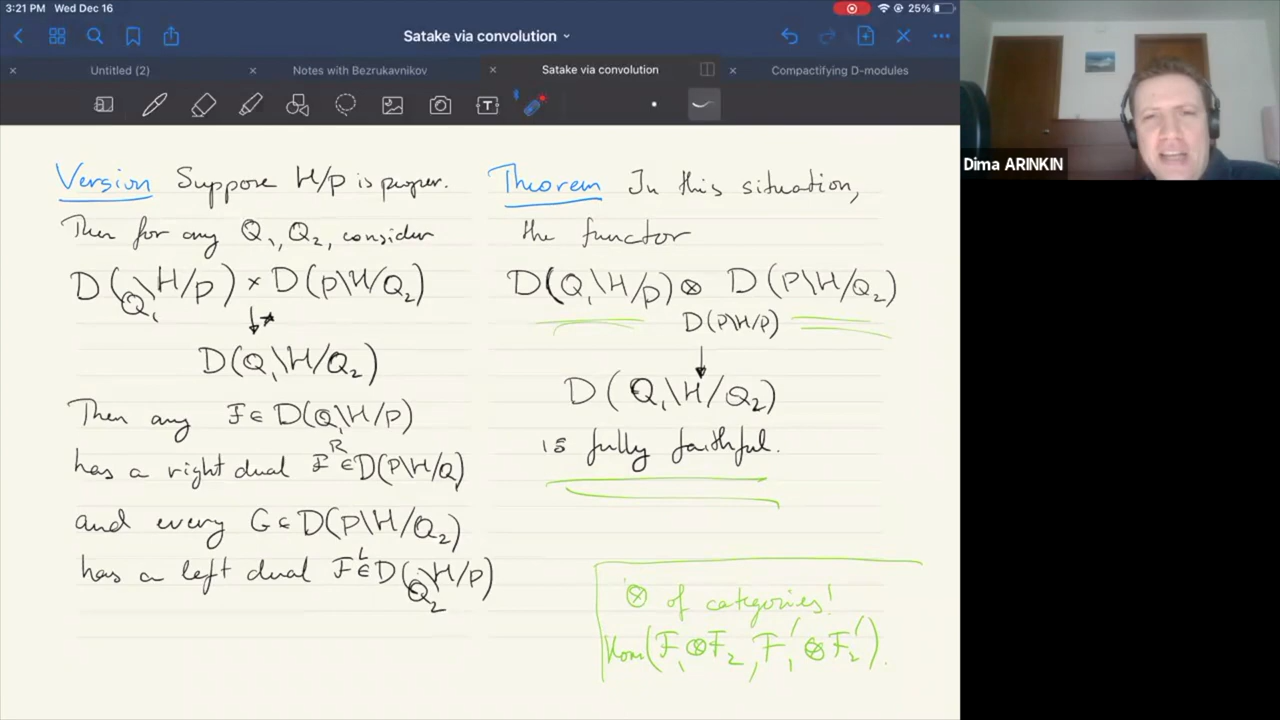 3:21 PM Wed Dec 16
25%
Satake via convolution
Untitled (2)
Notes with Bezrukavnikov
Satake via convolution
Compactifying D-modules
Dima ARINKIN
Version Suppose H/P is proper.
Then for any Q₁, Q₂, consider
D(Q₁\H/P) × D(P\H/Q₂)
↓*
D(Q₁\H/Q₂)
Then any F ∈ D(Q₁\H/P)
has a right dual F^R ∈ D(P\H/Q)
and every G ∈ D(P\H/Q₂)
has a left dual F^L ∈ D(Q₂\H/P)
Theorem In this situation,
the functor
D(Q₁\H/P) ⊗ D(P\H/Q₂)
D(P\H/P)
↓
D(Q₁\H/Q₂)
is fully faithful.
⊗ of categories!
Hom(F₁⊗F₂, F₁'⊗F₂').